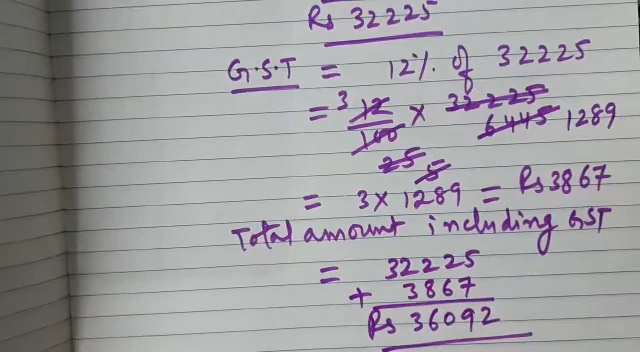 Rs 32225
G.S.T = 12% of 32225
= 3 12/100 × 32225 6445 1289
25 5
= 3 × 1289 = Rs 3867
Total amount including GST
= 32225
+ 3867
Rs 36092